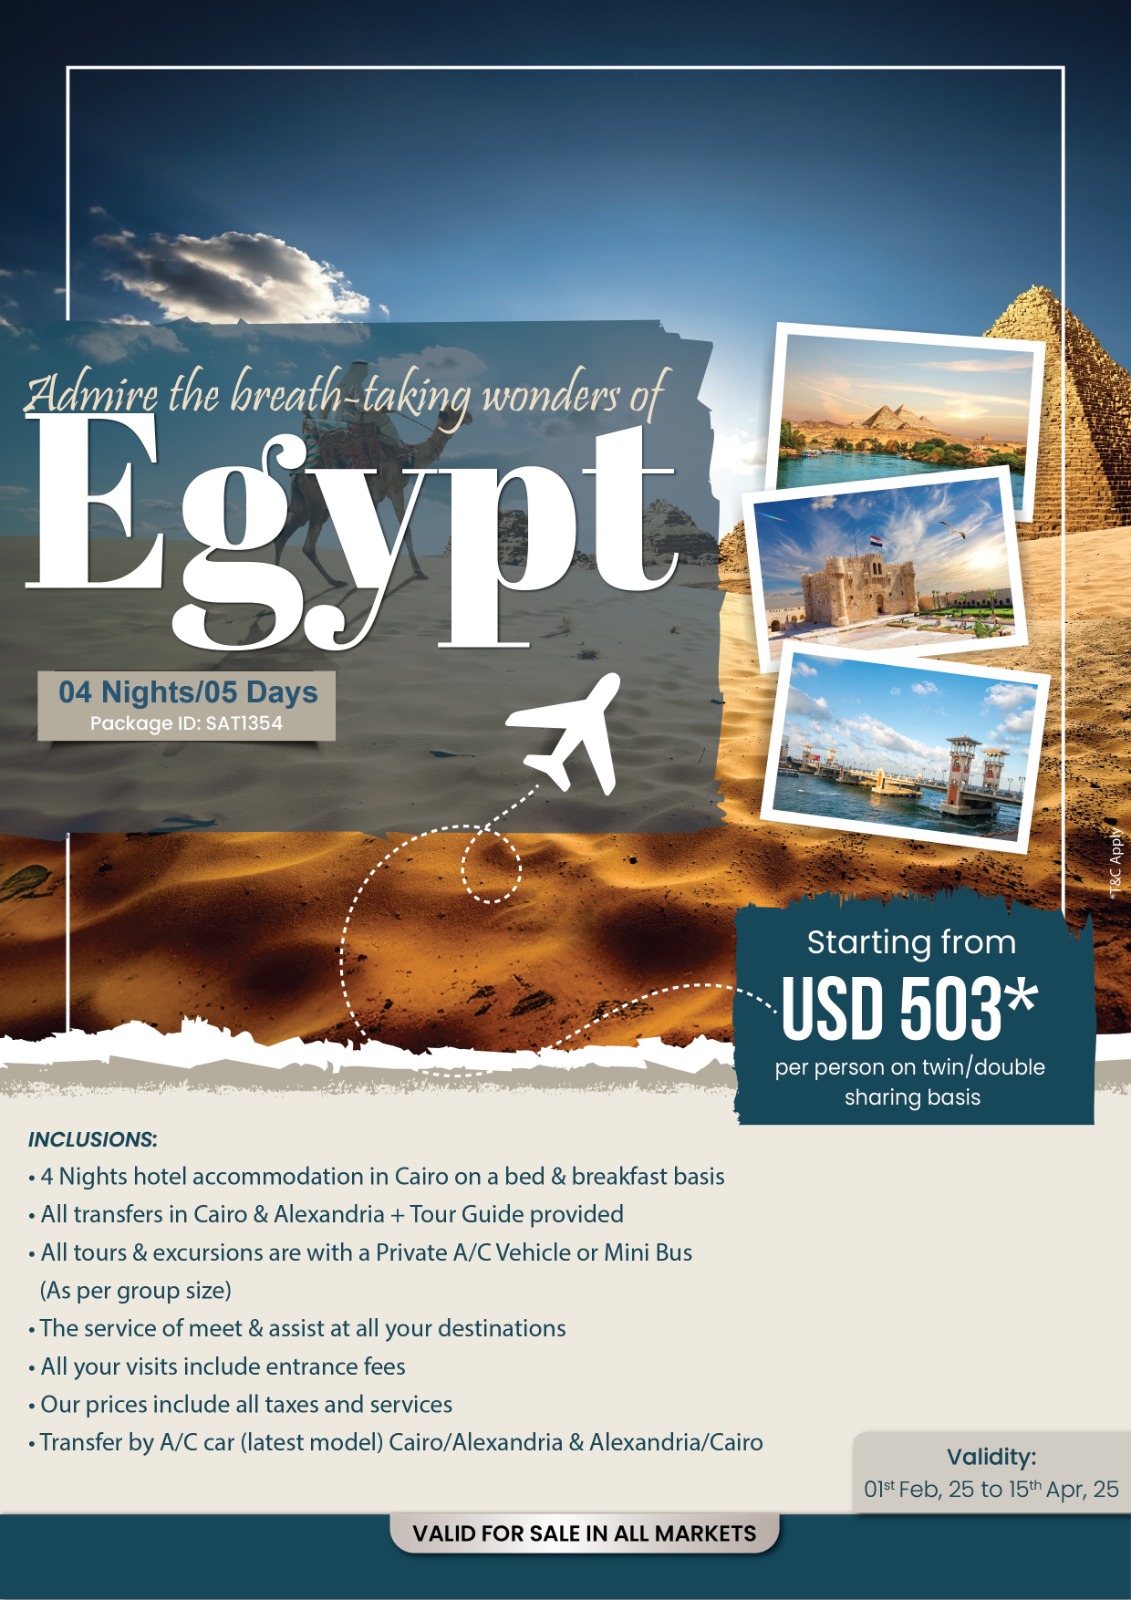 Admire the breath-taking wonders of
Egypt
04 Nights/05 Days
Package ID: SAT1354
*T&C Apply
Starting from
USD 503*
per person on twin/double
sharing basis
INCLUSIONS:
• 4 Nights hotel accommodation in Cairo on a bed & breakfast basis
• All transfers in Cairo & Alexandria + Tour Guide provided
• All tours & excursions are with a Private A/C Vehicle or Mini Bus
(As per group size)
• The service of meet & assist at all your destinations
• All your visits include entrance fees
• Our prices include all taxes and services
• Transfer by A/C car (latest model) Cairo/Alexandria & Alexandria/Cairo
Validity:
01st Feb, 25 to 15th Apr, 25
VALID FOR SALE IN ALL MARKETS